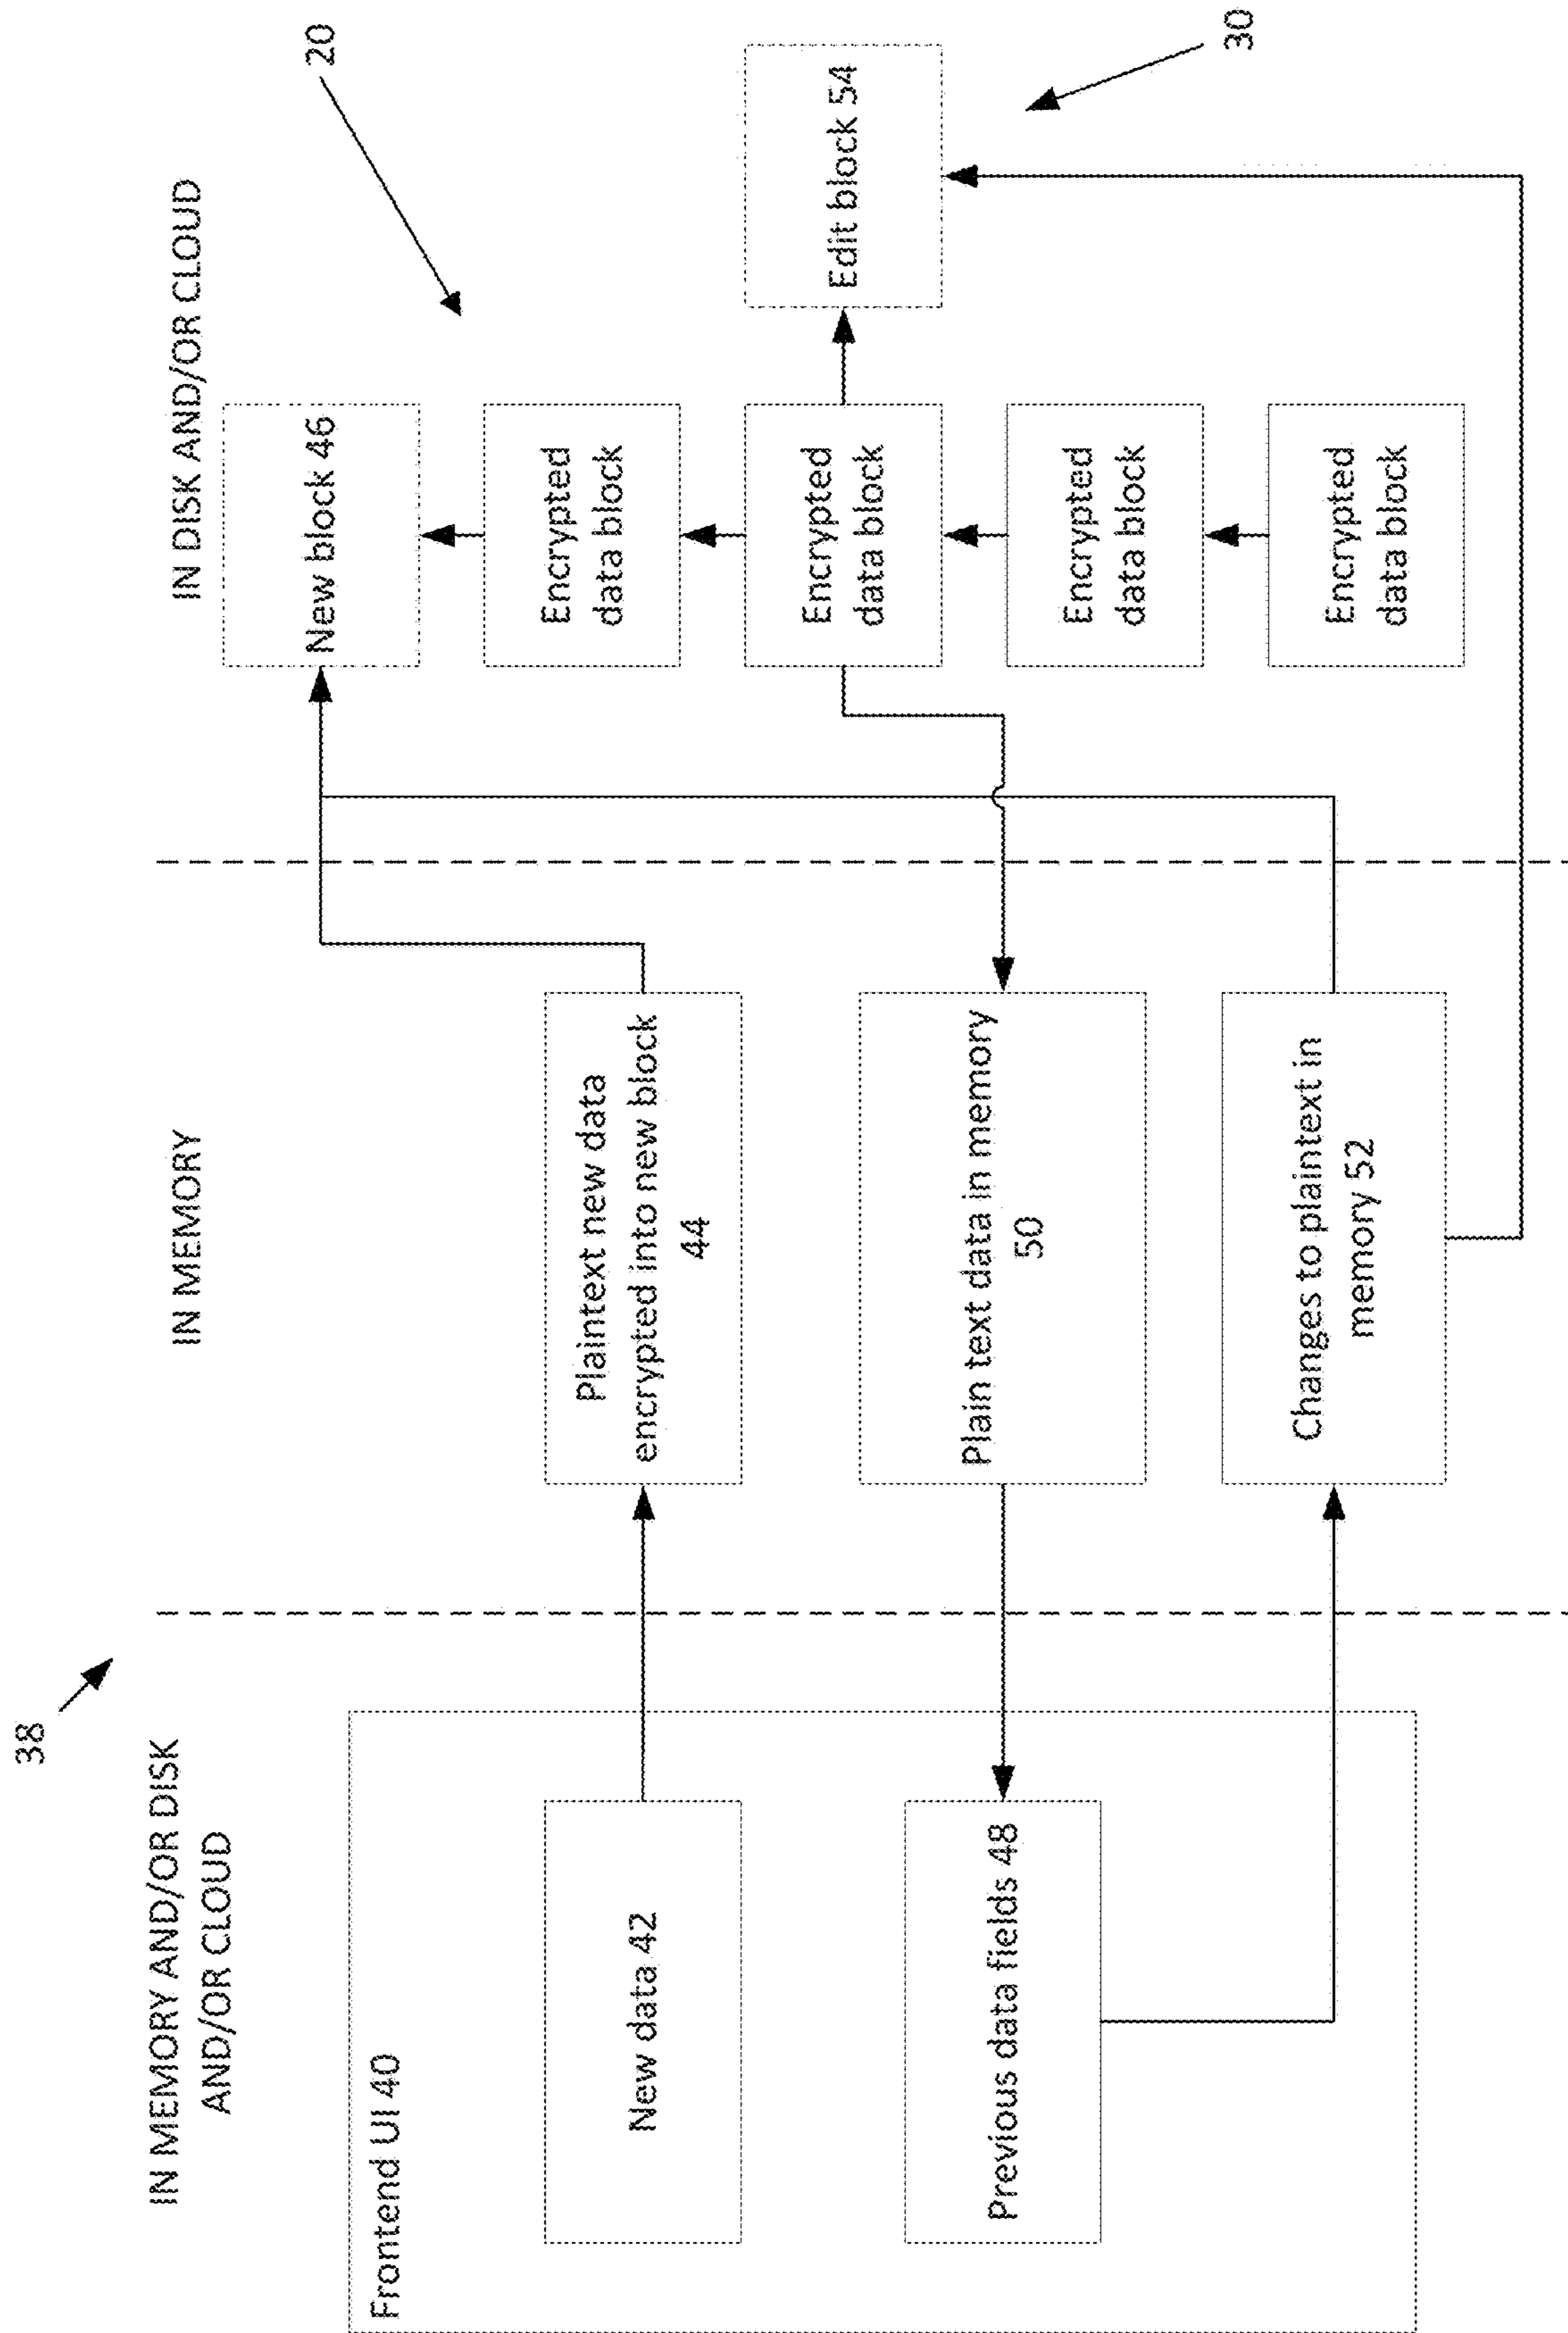 38
IN MEMORY AND/OR DISK
AND/OR CLOUD
IN MEMORY
IN DISK AND/OR CLOUD
Frontend UI 40
New data 42
Previous data fields 48
Plaintext new data
encrypted into new block
44
Plain text data in memory
50
Changes to plaintext in
memory 52
New block 46
Encrypted
data block
Encrypted
data block
Encrypted
data block
Encrypted
data block
20
Edit block 54
30